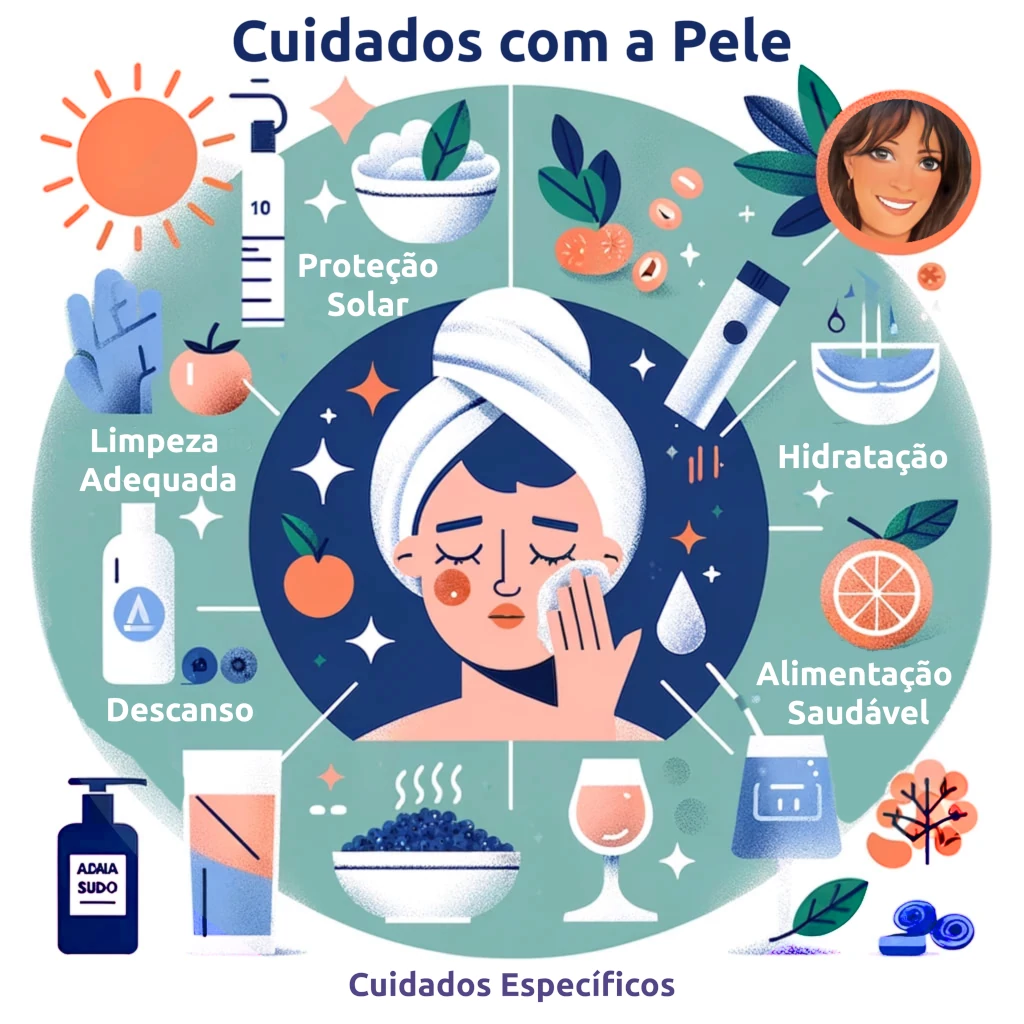 Cuidados com a Pele
10
Proteção
Solar
Limpeza
Adequada
Hidratação
Alimentação
Saudável
Descanso
ADAIA
SUDO
Cuidados Específicos